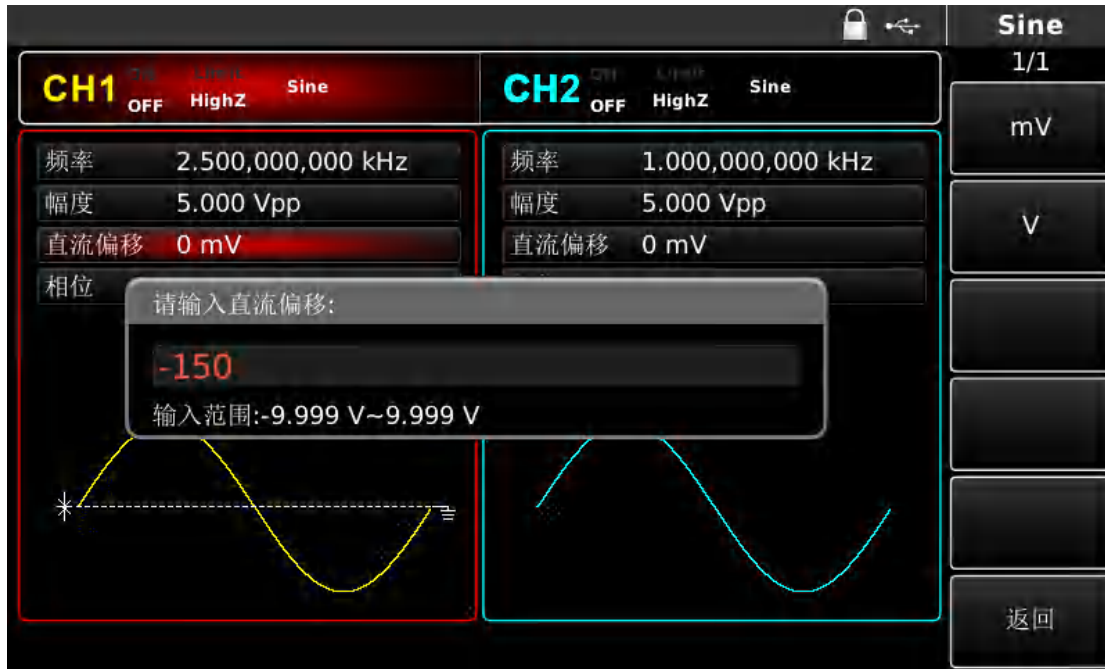 Sine
1/1
CH1 OFF HighZ Sine
CH2 OFF HighZ Sine
频率 2.500,000,000 kHz
幅度 5.000 Vpp
直流偏移 0 mV
相位
频率 1.000,000,000 kHz
幅度 5.000 Vpp
直流偏移 0 mV
请输入直流偏移:
-150
输入范围:-9.999 V~9.999 V
mV
V
返回